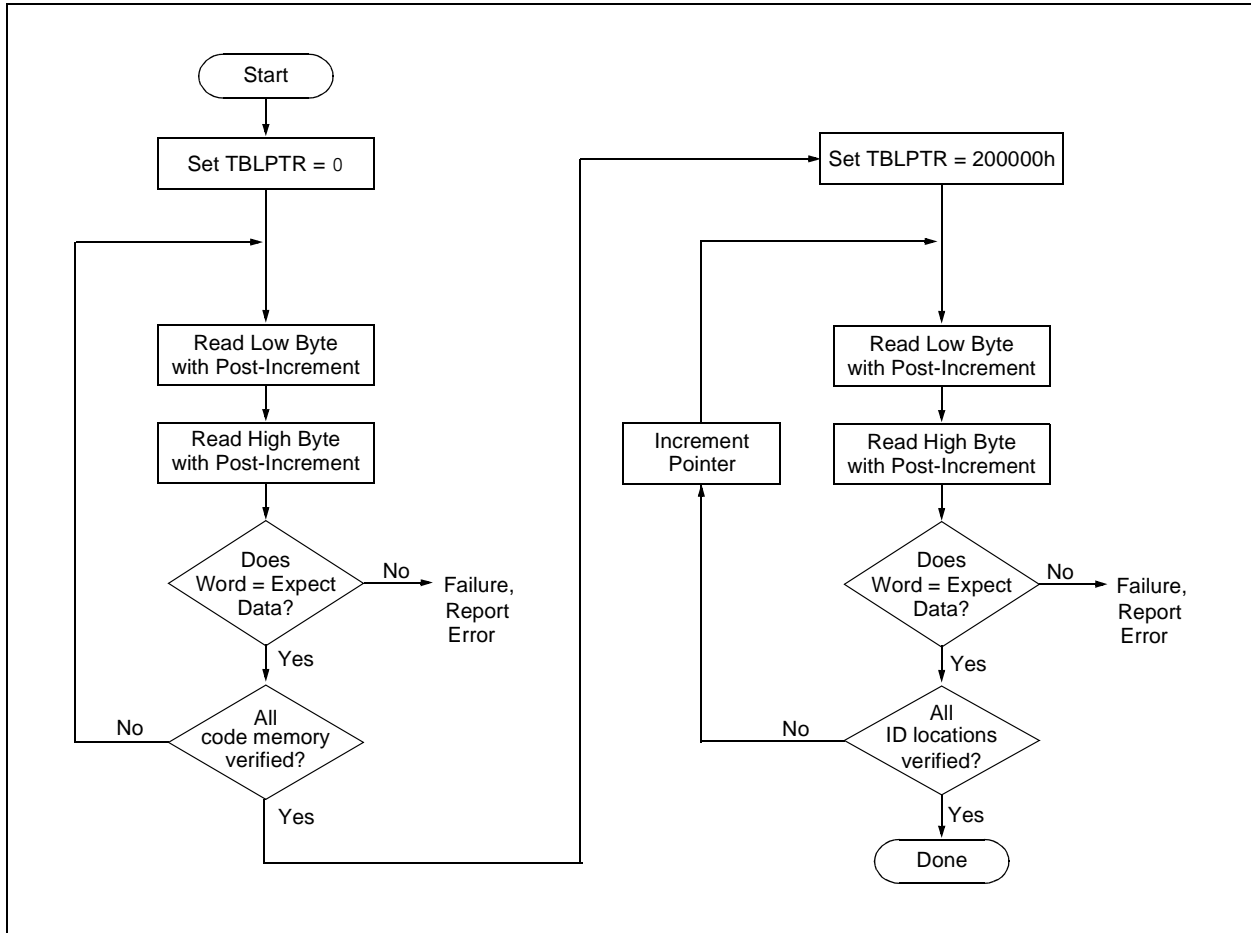 Start
Set TBLPTR = 0
Read Low Byte
with Post-Increment
Read High Byte
with Post-Increment
Does
Word = Expect
Data?
No
Failure,
Report
Error
Yes
All
code memory
verified?
No
Yes
Set TBLPTR = 200000h
Read Low Byte
with Post-Increment
Increment
Pointer
Read High Byte
with Post-Increment
Does
Word = Expect
Data?
No
Failure,
Report
Error
Yes
All
ID locations
verified?
No
Yes
Done